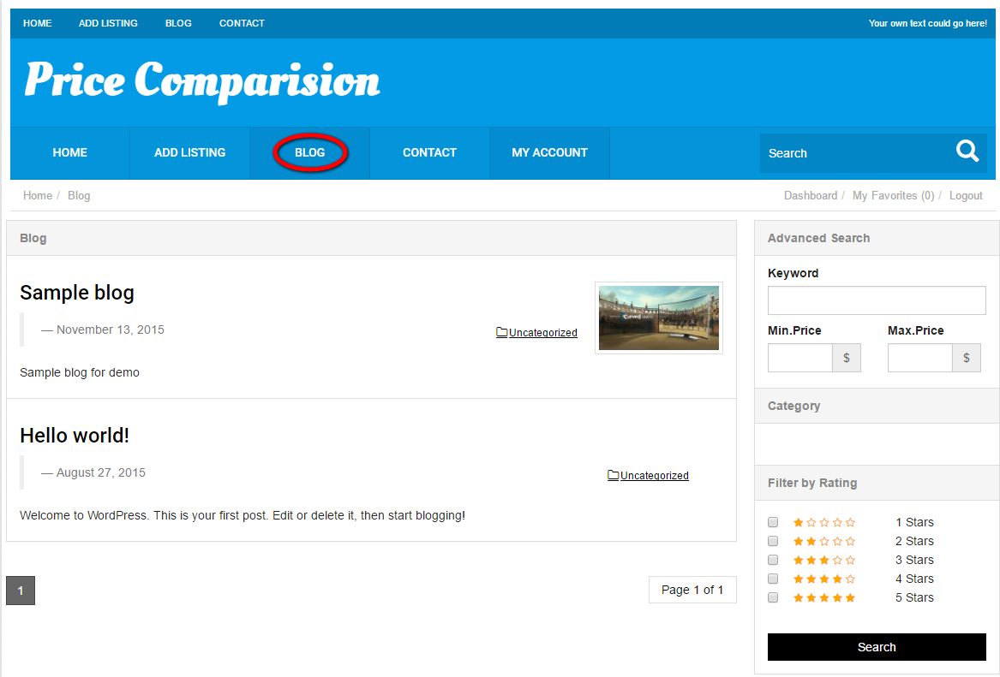 HOME ADD LISTING BLOG CONTACT Your own text could go here!
Price Comparision
HOME ADD LISTING BLOG CONTACT MY ACCOUNT Search
Home / Blog Dashboard / My Favorites (0) / Logout
Blog
Sample blog
— November 13, 2015 Uncategorized
Curved
Sample blog for demo
Hello world!
— August 27, 2015 Uncategorized
Welcome to WordPress. This is your first post. Edit or delete it, then start blogging!
1 Page 1 of 1
Advanced Search
Keyword
Min.Price Max.Price
$ $
Category
Filter by Rating
1 Stars
2 Stars
3 Stars
4 Stars
5 Stars
Search